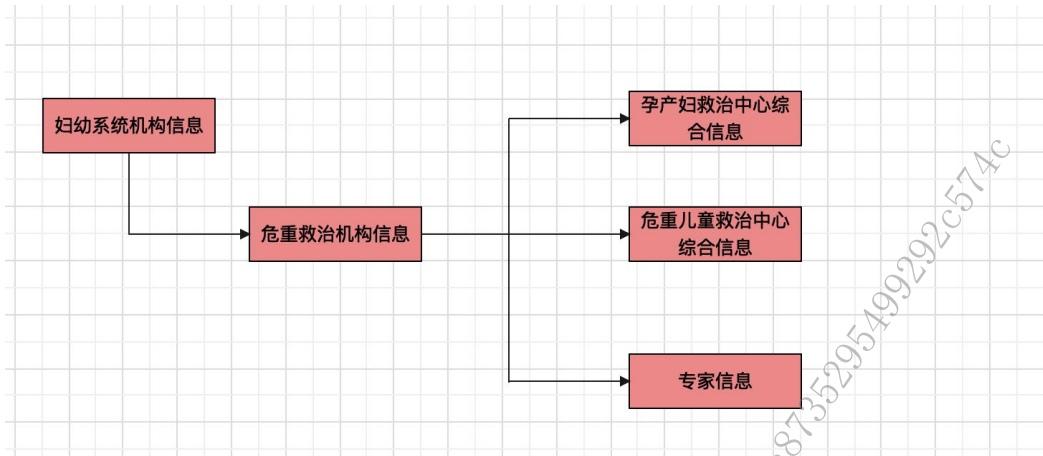 妇幼系统机构信息
孕产妇救治中心综
合信息
危重救治机构信息
危重儿童救治中心
综合信息
专家信息
8735295499292c574c